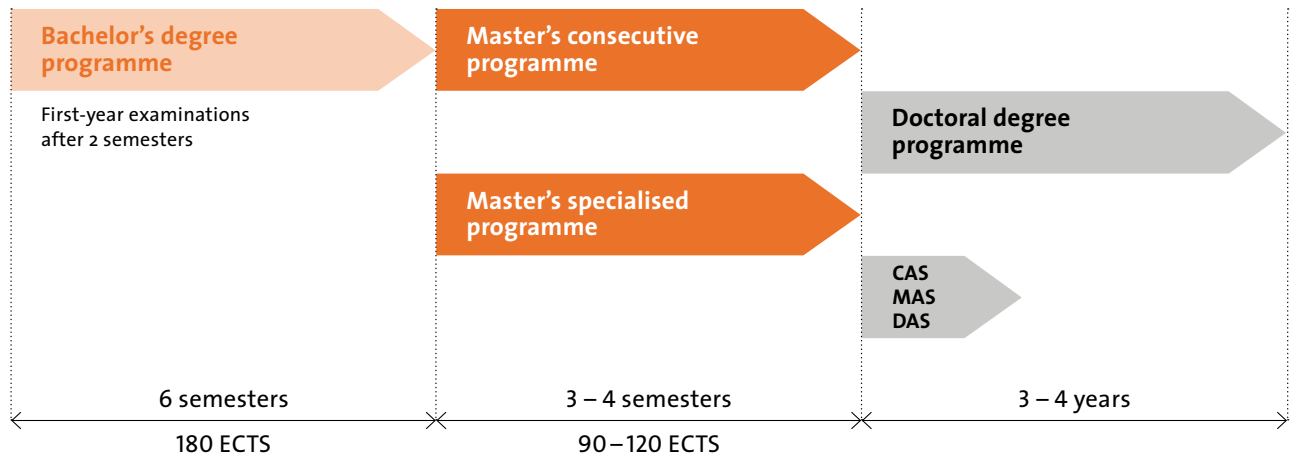 Bachelor's degree
programme
First-year examinations
after 2 semesters
Master's consecutive
programme
Doctoral degree
programme
Master's specialised
programme
CAS
MAS
DAS
6 semesters
3 – 4 semesters
3 – 4 years
180 ECTS
90 – 120 ECTS